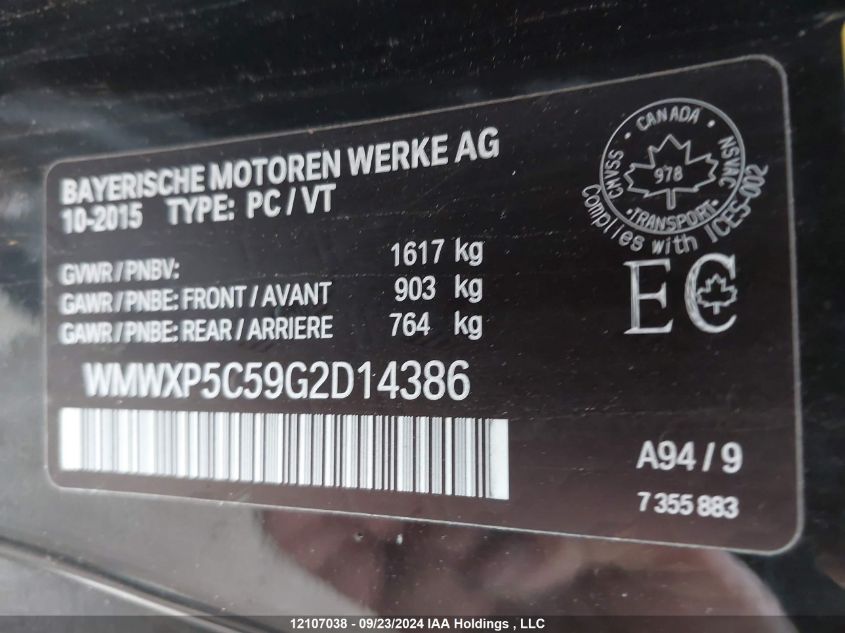 BAYERISCHE MOTOREN WERKE AG
10-2015 TYPE: PC / VT
GVWR / PNBV: 1617 kg
GAWR / PNBE: FRONT / AVANT 903 kg
GAWR / PNBE: REAR / ARRIERE 764 kg
WMWXP5C59G2D14386
CANADA
CMVSS
978
NSVAC
TRANSPORT
Complies with ICES-002
EC
A94 / 9
7 355 883
12107038 - 09/23/2024 IAA Holdings , LLC